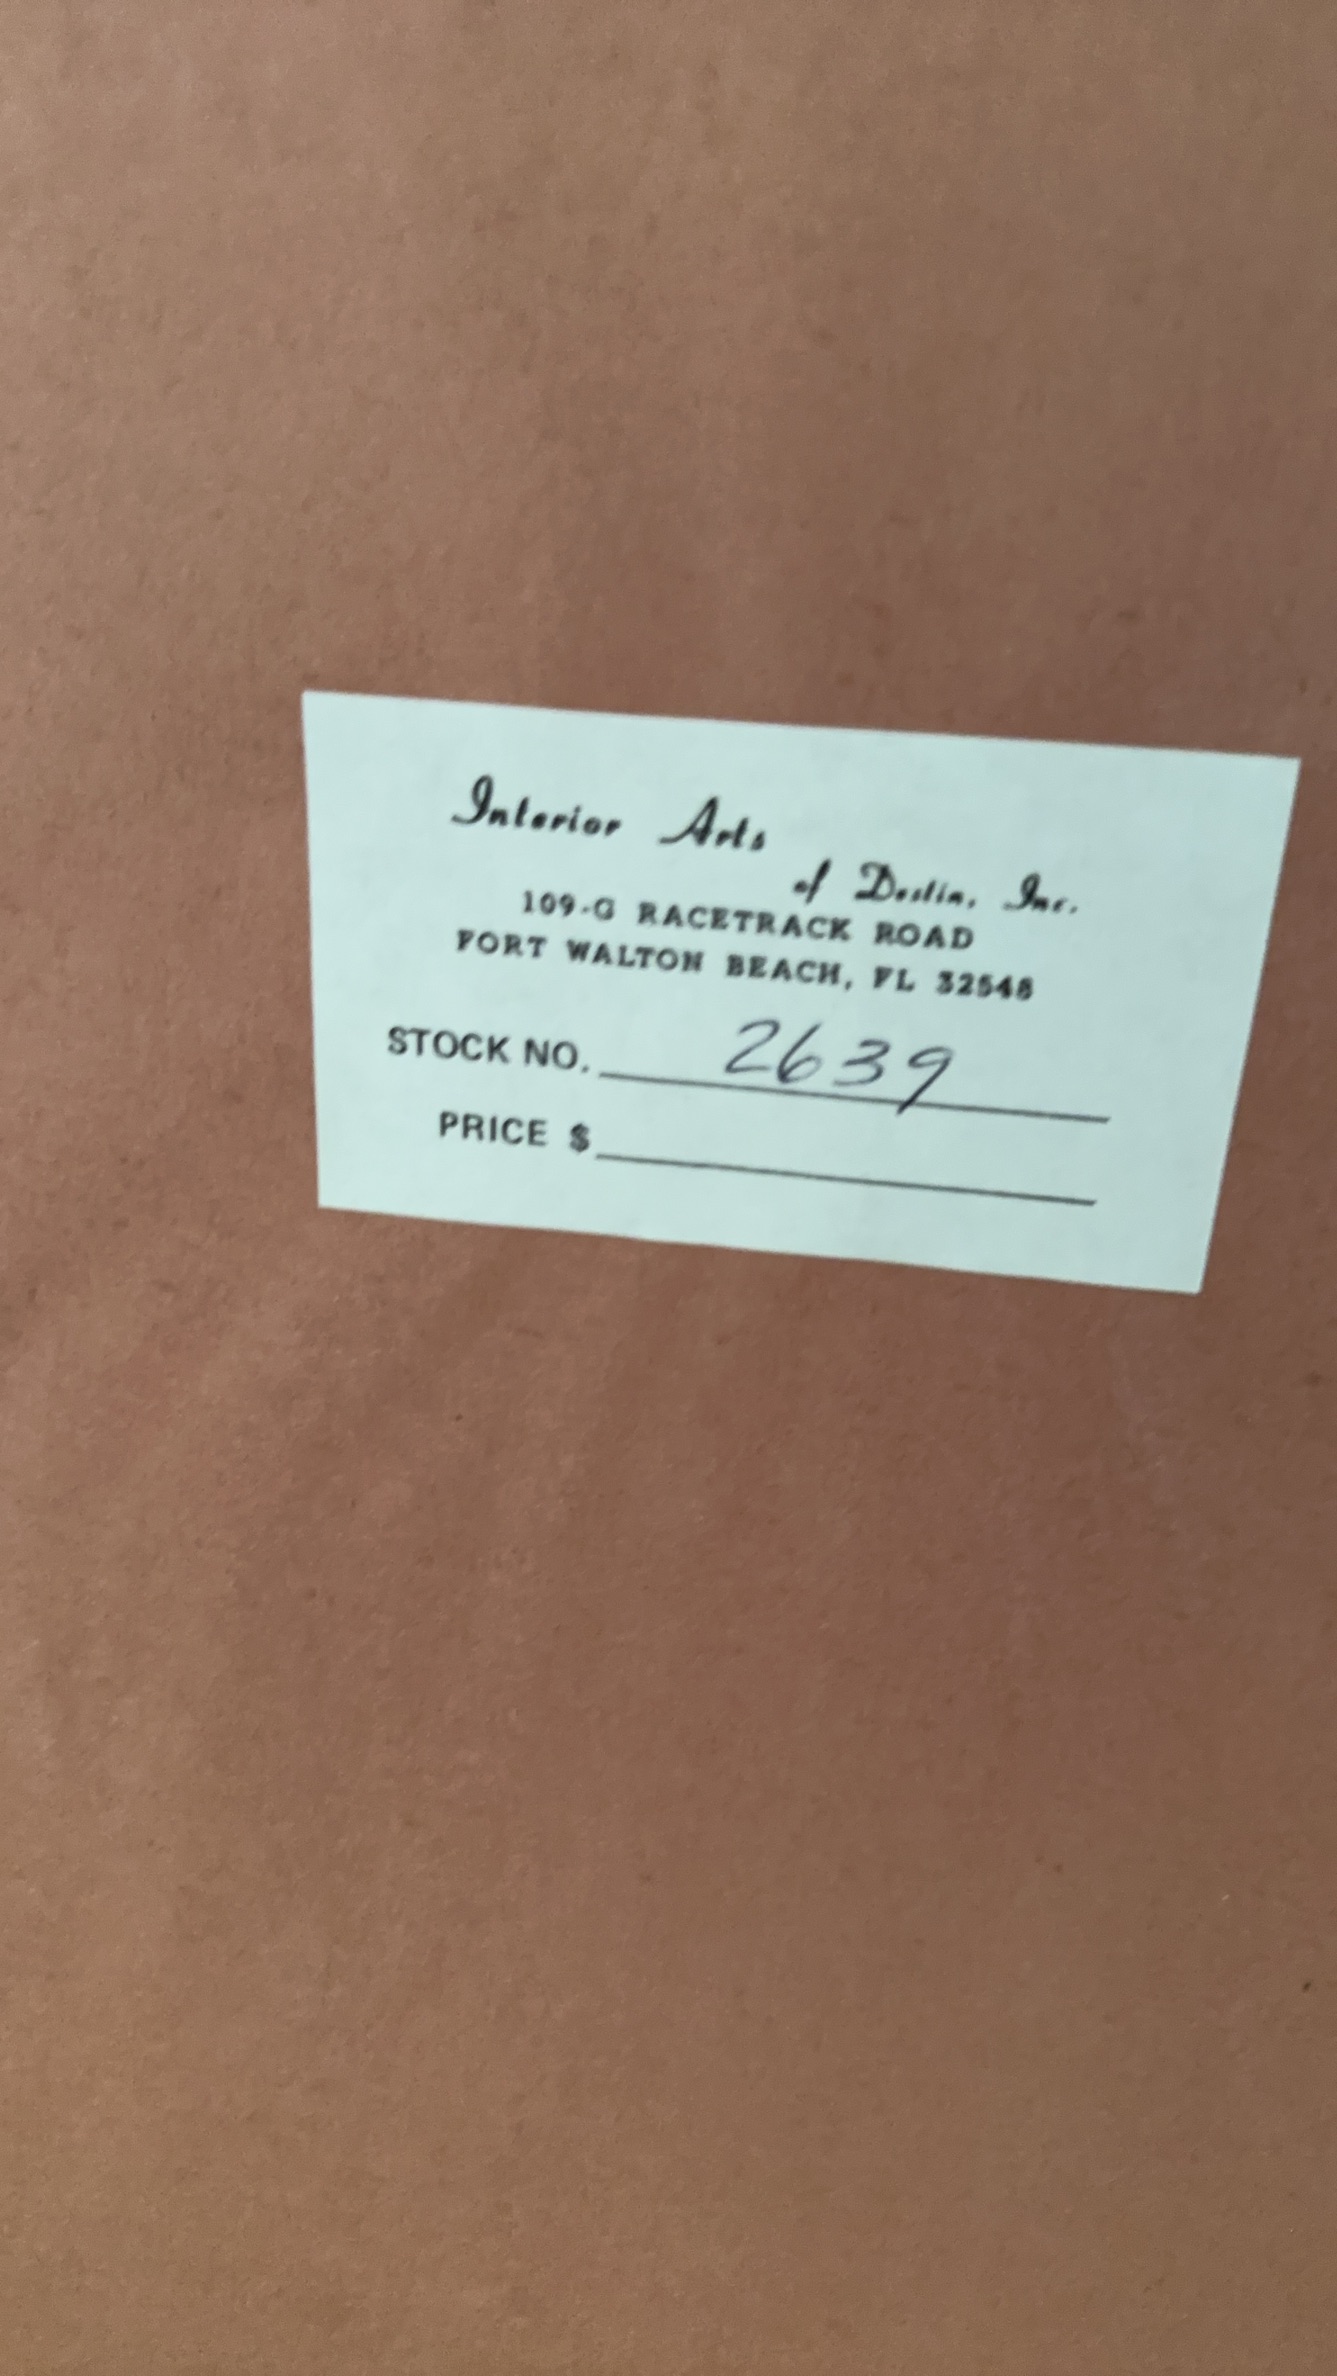 Interior Arts
of Destin, Inc.
109-G RACETRACK ROAD
FORT WALTON BEACH, FL 32548
STOCK NO. 2639
PRICE $